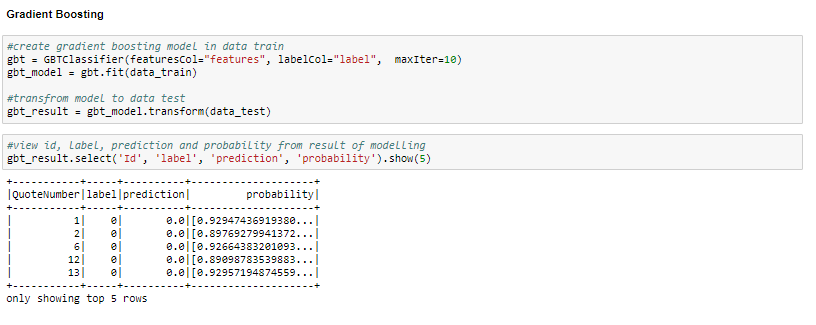 Gradient Boosting
#create gradient boosting model in data train
gbt = GBTClassifier(featuresCol="features", labelCol="label",  maxIter=10)
gbt_model = gbt.fit(data_train)
#transfrom model to data test
gbt_result = gbt_model.transform(data_test)
#view id, label, prediction and probability from result of modelling
gbt_result.select('Id', 'label', 'prediction', 'probability').show(5)
+-----------+-----+----------+--------------------+
|QuoteNumber|label|prediction|         probability|
+-----------+-----+----------+--------------------+
|          1|    0|       0.0|[0.92947436919380...|
|          2|    0|       0.0|[0.89769279941372...|
|          6|    0|       0.0|[0.92664383201093...|
|         12|    0|       0.0|[0.89098783539883...|
|         13|    0|       0.0|[0.92957194874559...|
+-----------+-----+----------+--------------------+
only showing top 5 rows